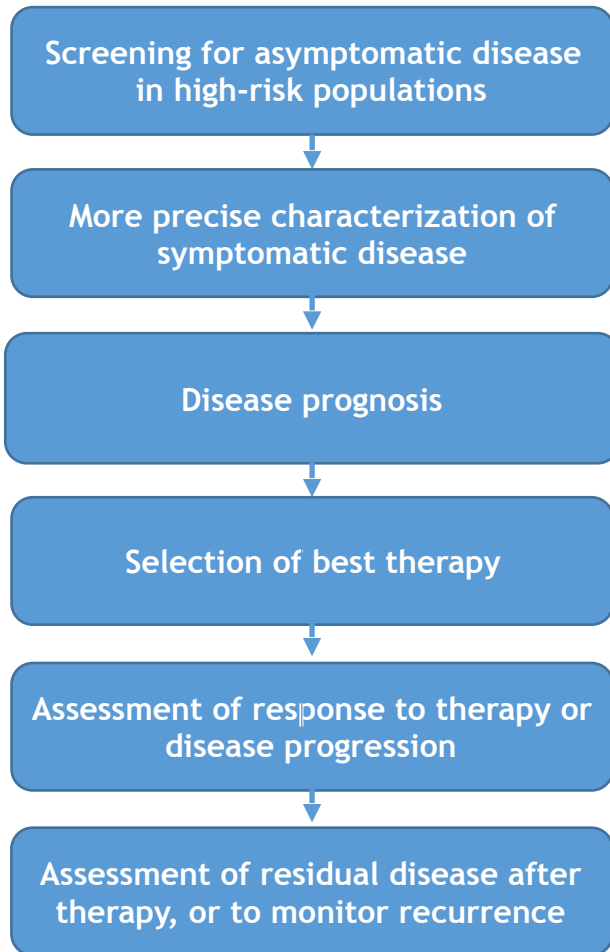 Screening for asymptomatic disease
in high-risk populations
More precise characterization of
symptomatic disease
Disease prognosis
Selection of best therapy
Assessment of response to therapy or
disease progression
Assessment of residual disease after
therapy, or to monitor recurrence